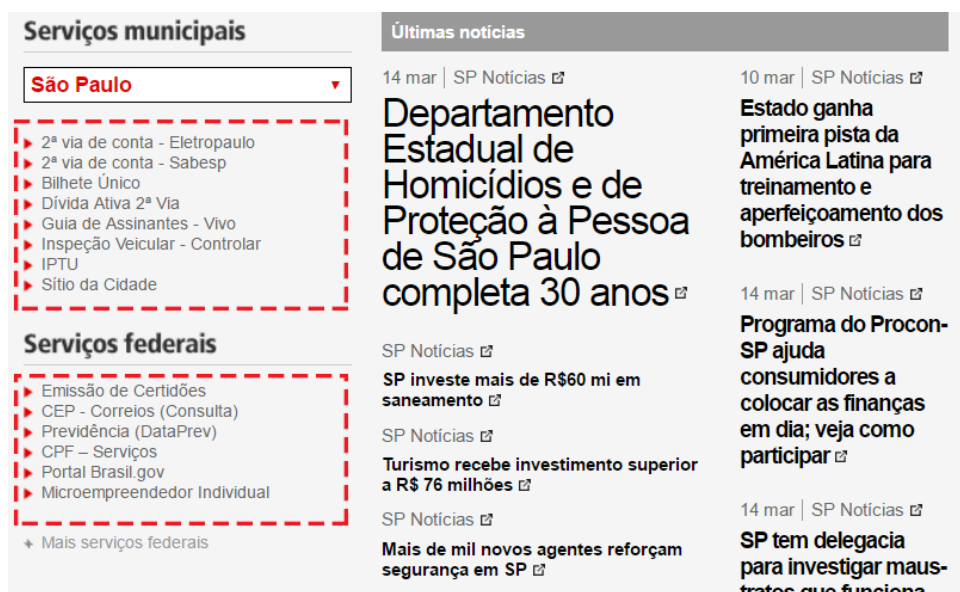 Serviços municipais
São Paulo
2ª via de conta - Eletropaulo
2ª via de conta - Sabesp
Bilhete Único
Dívida Ativa 2ª Via
Guia de Assinantes - Vivo
Inspeção Veicular - Controlar
IPTU
Sítio da Cidade
Serviços federais
Emissão de Certidões
CEP - Correios (Consulta)
Previdência (DataPrev)
CPF – Serviços
Portal Brasil.gov
Microempreendedor Individual
Mais serviços federais
Últimas notícias
14 mar | SP Notícias
Departamento
Estadual de
Homicídios e de
Proteção à Pessoa
de São Paulo
completa 30 anos
SP Notícias
SP investe mais de R$60 mi em
saneamento
SP Notícias
Turismo recebe investimento superior
a R$ 76 milhões
SP Notícias
Mais de mil novos agentes reforçam
segurança em SP
10 mar | SP Notícias
Estado ganha
primeira pista da
América Latina para
treinamento e
aperfeiçoamento dos
bombeiros
14 mar | SP Notícias
Programa do Procon-
SP ajuda
consumidores a
colocar as finanças
em dia; veja como
participar
14 mar | SP Notícias
SP tem delegacia
para investigar maus-
tratos que funciona